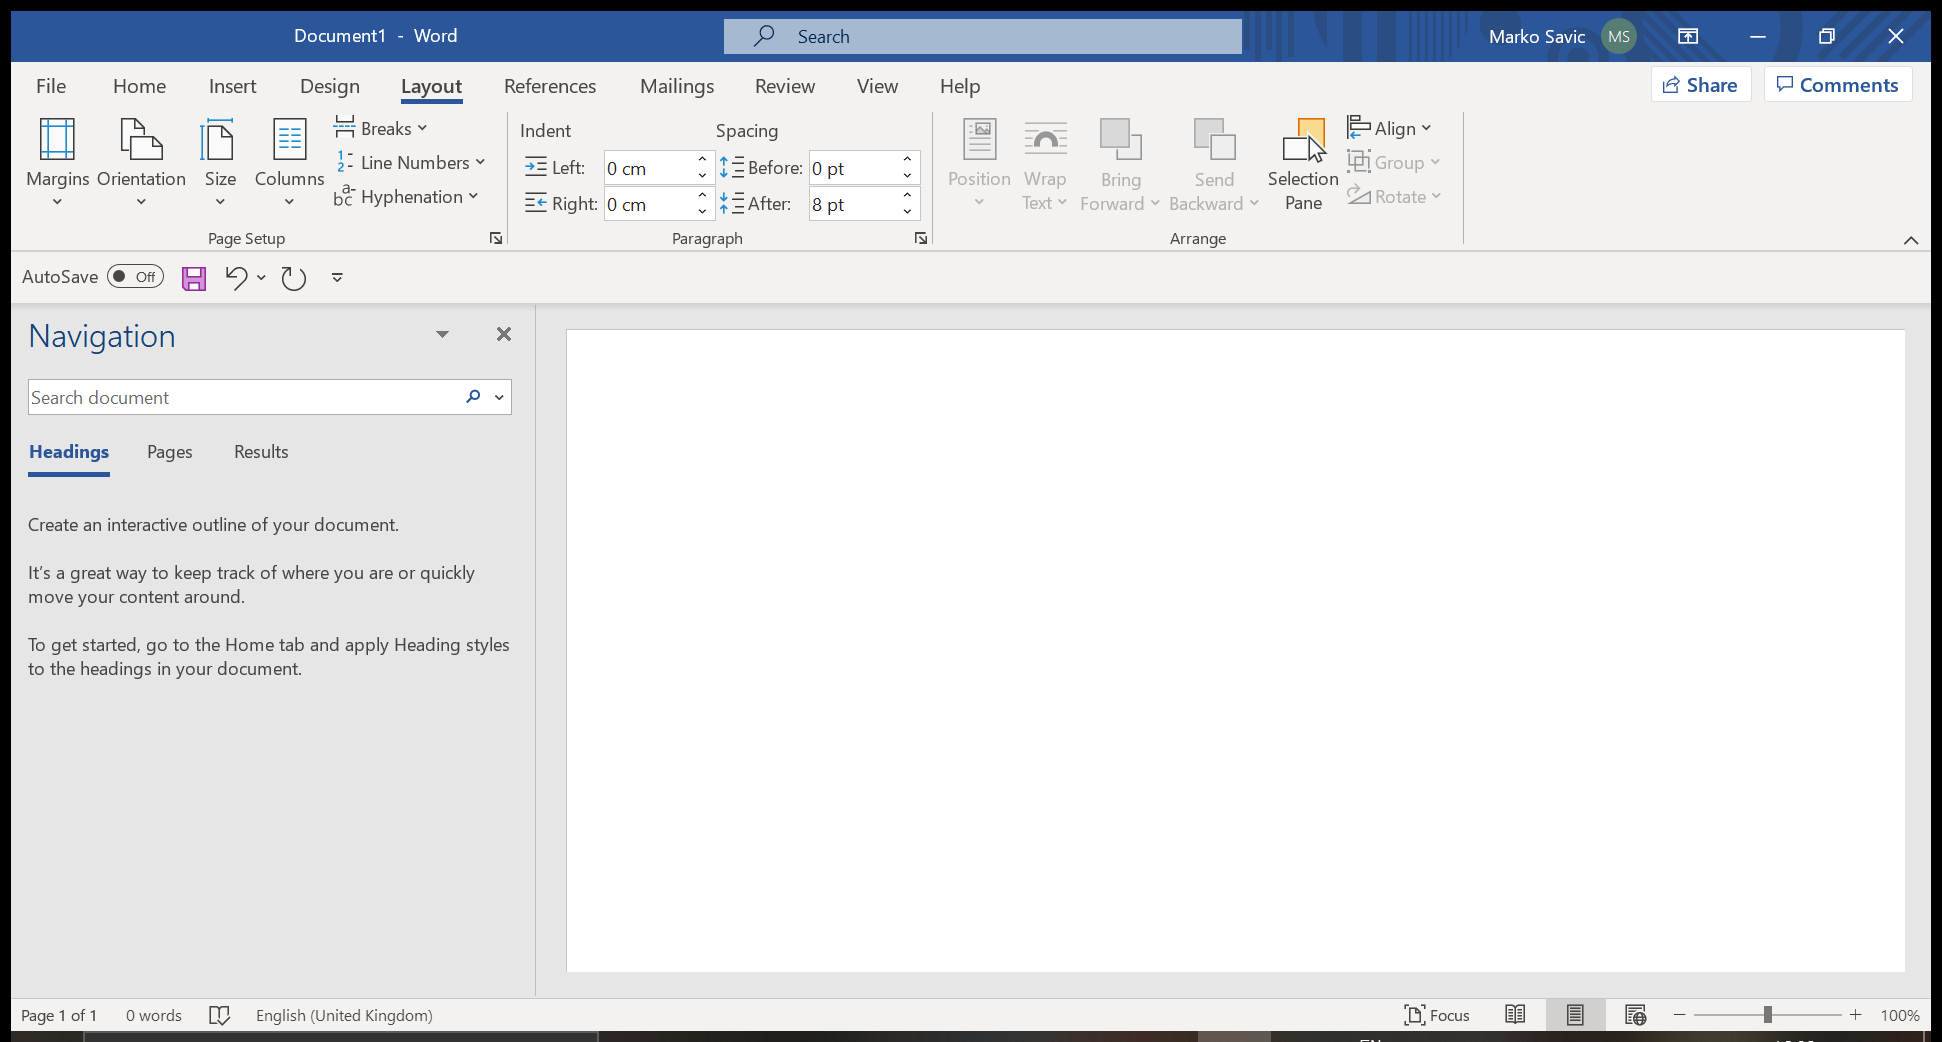 Document1 - Word
Search
Marko Savic
MS
File Home Insert Design Layout References Mailings Review View Help
Share
Comments
Margins
Orientation
Size
Columns
Breaks
Line Numbers
Hyphenation
Page Setup
Indent
Left: 0 cm
Right: 0 cm
Spacing
Before: 0 pt
After: 8 pt
Paragraph
Position
Wrap
Text
Bring
Forward
Send
Backward
Selection
Pane
Align
Group
Rotate
Arrange
AutoSave Off
Navigation
Search document
Headings Pages Results
Create an interactive outline of your document.
It's a great way to keep track of where you are or quickly
move your content around.
To get started, go to the Home tab and apply Heading styles
to the headings in your document.
Page 1 of 1 0 words English (United Kingdom)
Focus
100%